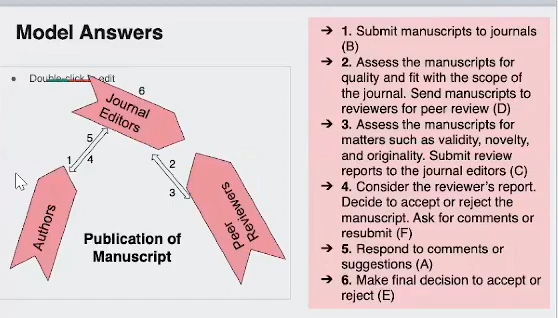 Model Answers
Double-click to edit
6
Journal
Editors
5
1
4
2
3
Authors
Peer
Reviewers
Publication of
Manuscript
➔ 1. Submit manuscripts to journals
(B)
➔ 2. Assess the manuscripts for
quality and fit with the scope of
the journal. Send manuscripts to
reviewers for peer review (D)
➔ 3. Assess the manuscripts for
matters such as validity, novelty,
and originality. Submit review
reports to the journal editors (C)
➔ 4. Consider the reviewer's report.
Decide to accept or reject the
manuscript. Ask for comments or
resubmit (F)
➔ 5. Respond to comments or
suggestions (A)
➔ 6. Make final decision to accept or
reject (E)